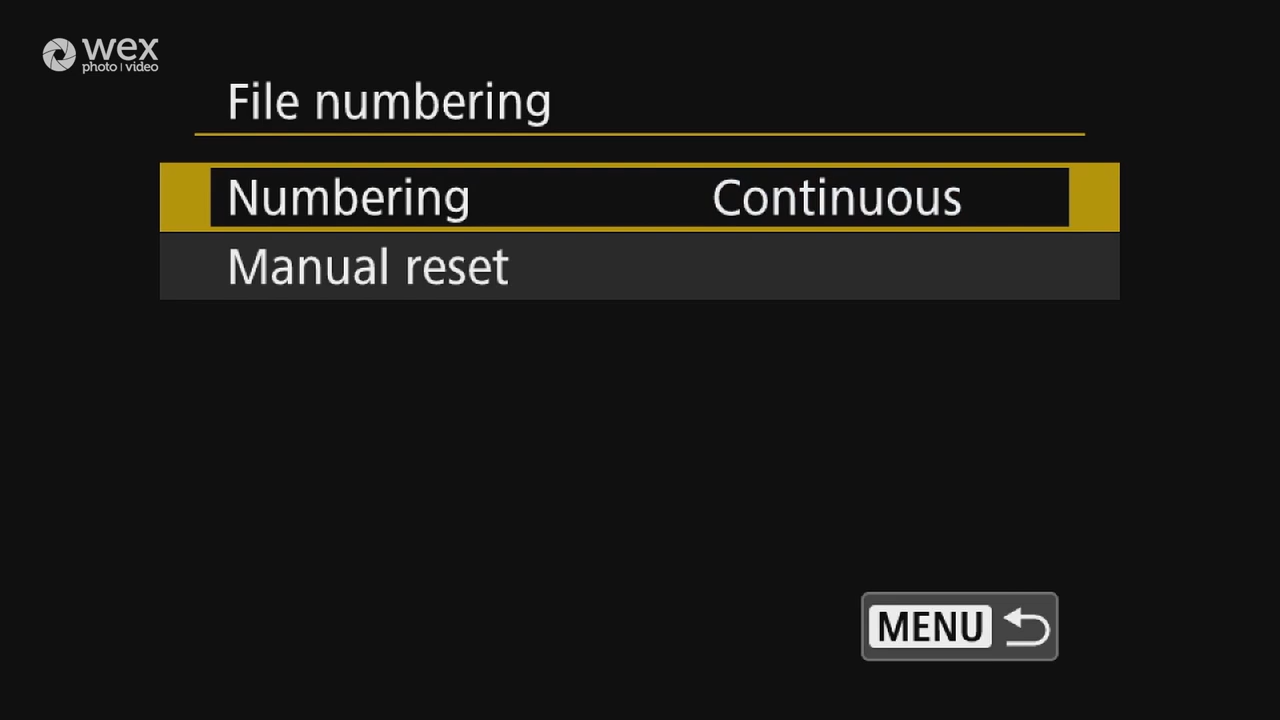 wex
photo | video
File numbering
Numbering Continuous
Manual reset
MENU